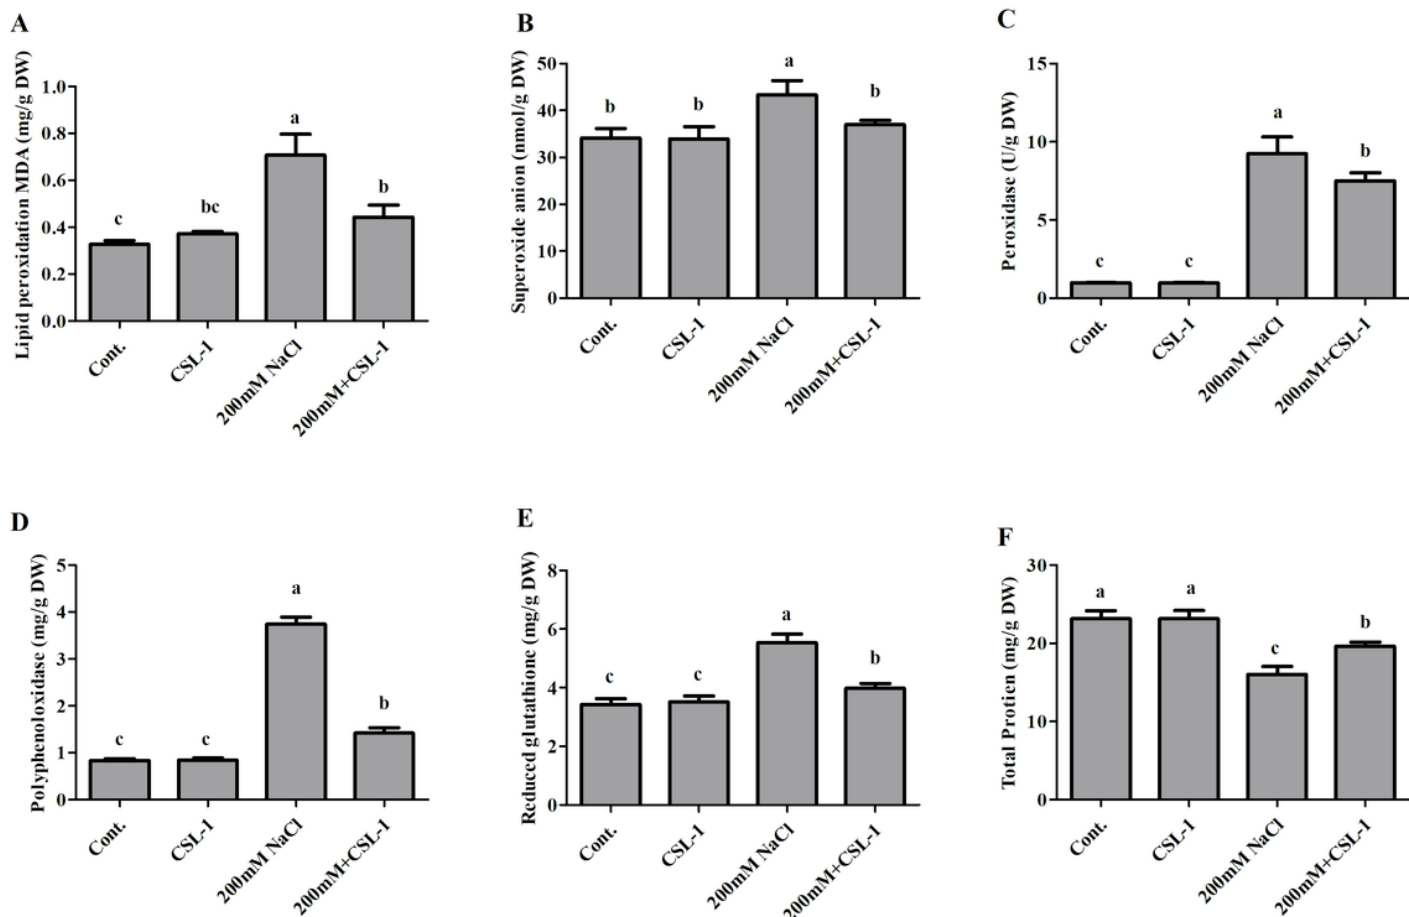 A
Lipid peroxidation MDA (mg/g DW)
1.0
0.8
0.6
0.4
0.2
0.0
c
bc
a
b
Cont.
CSL-1
200mM NaCl
200mM+CSL-1
B
Superoxide anion (nmol/g DW)
50
40
30
20
10
0
b
b
a
b
Cont.
CSL-1
200mM NaCl
200mM+CSL-1
C
Peroxidase (U/g DW)
15
10
5
0
c
c
a
b
Cont.
CSL-1
200mM NaCl
200mM+CSL-1
D
Polyphenoloxidase (mg/g DW)
5
4
3
2
1
0
c
c
a
b
Cont.
CSL-1
200mM NaCl
200mM+CSL-1
E
Reduced glutathione (mg/g DW)
8
6
4
2
0
c
c
a
b
Cont.
CSL-1
200mM NaCl
200mM+CSL-1
F
Total Protien (mg/g DW)
30
20
10
0
a
a
c
b
Cont.
CSL-1
200mM NaCl
200mM+CSL-1